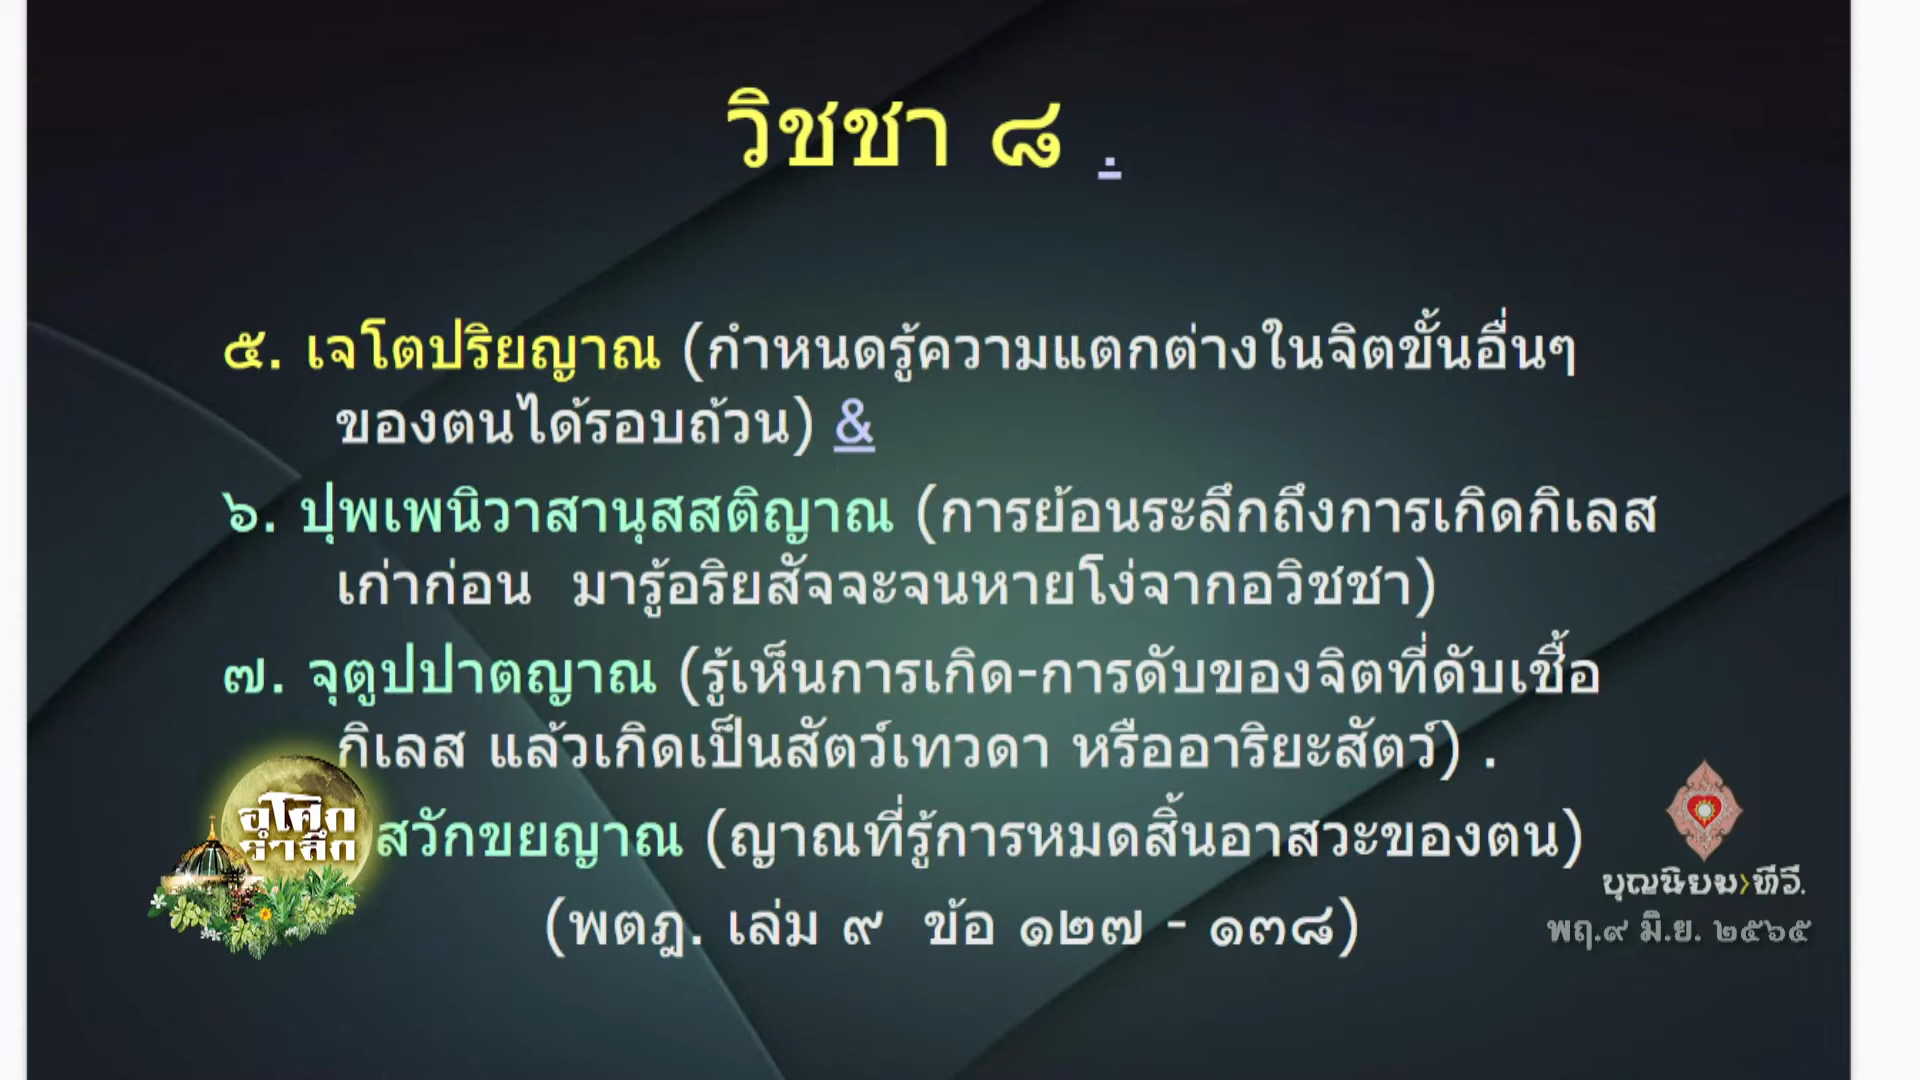 วิชชา ๘ .
๕. เจโตปริยญาณ (กำหนดรู้ความแตกต่างในจิตขั้นอื่นๆ
ของตนได้รอบถ้วน) &
๖. ปุพเพนิวาสานุสสติญาณ (การย้อนระลึกถึงการเกิดกิเลส
เก่าก่อน มารู้อริยสัจจะจนหายโง่จากอวิชชา)
๗. จุตูปปาตญาณ (รู้เห็นการเกิด-การดับของจิตที่ดับเชื้อ
กิเลส แล้วเกิดเป็นสัตว์เทวดา หรืออาริยะสัตว์) .
สวักขยญาณ (ญาณที่รู้การหมดสิ้นอาสวะของตน)
(พตฎ. เล่ม ๙ ข้อ ๑๒๗ - ๑๓๘)
อโศก
รำลึก
บุญนิยม>ทีวี.
พฤ.๙ มิ.ย. ๒๕๖๕